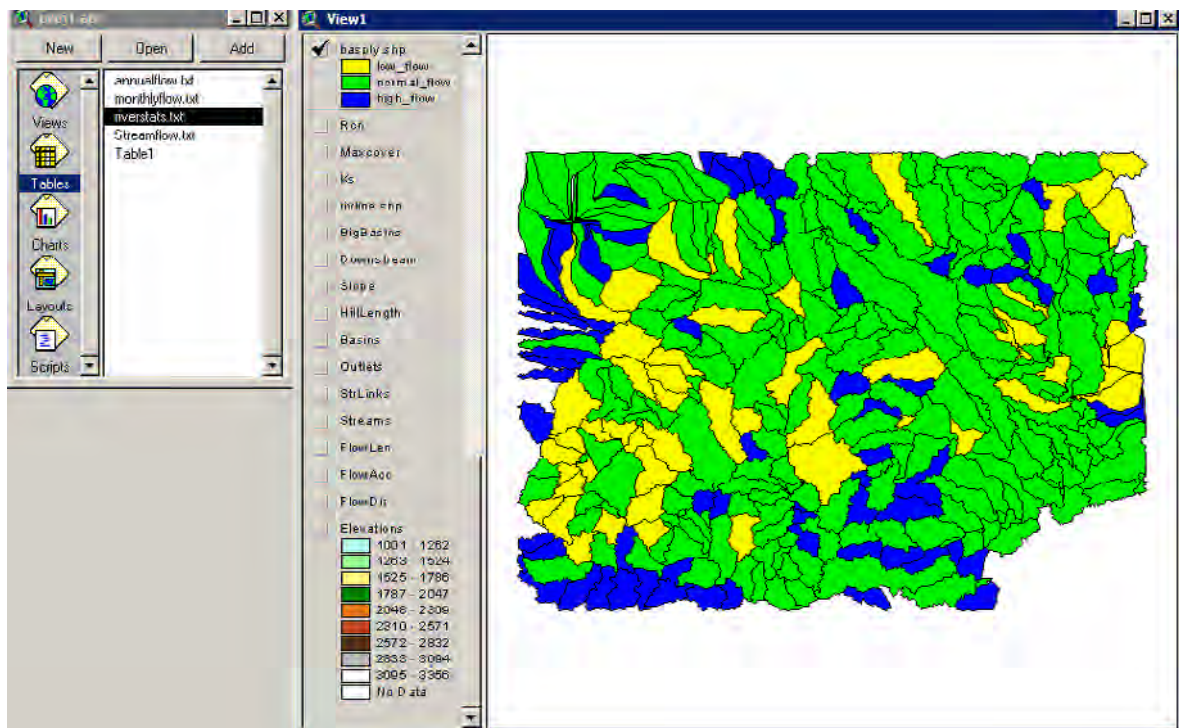 View1
New Open Add
Views
Tables
Charts
Layouts
Scripts
annualflow.txt
monthlyflow.txt
riverstats.txt
Streamflow.txt
Table1
basply.shp
low_flow
normal_flow
high_flow
Rcn
Maxcover
Ks
BigBasins
Downstream
Slope
HillLength
Basins
Outlets
StrLinks
Streams
FlowLen
FlowAcc
FlowDir
Elevations
1001 - 1262
1263 - 1524
1525 - 1786
1787 - 2047
2048 - 2309
2310 - 2571
2572 - 2832
2833 - 3094
3095 - 3356
No Data